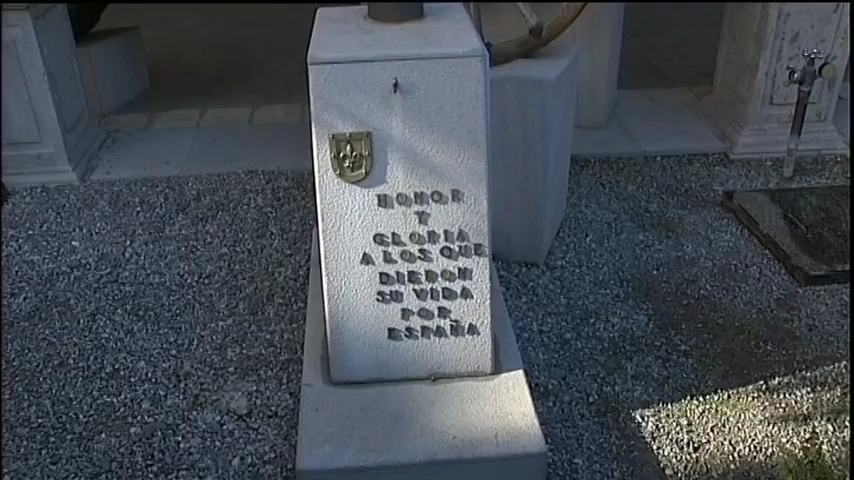 HONOR
Y
GLORIA
A LOS QUE
DIERON
SU VIDA
POR
ESPAÑA